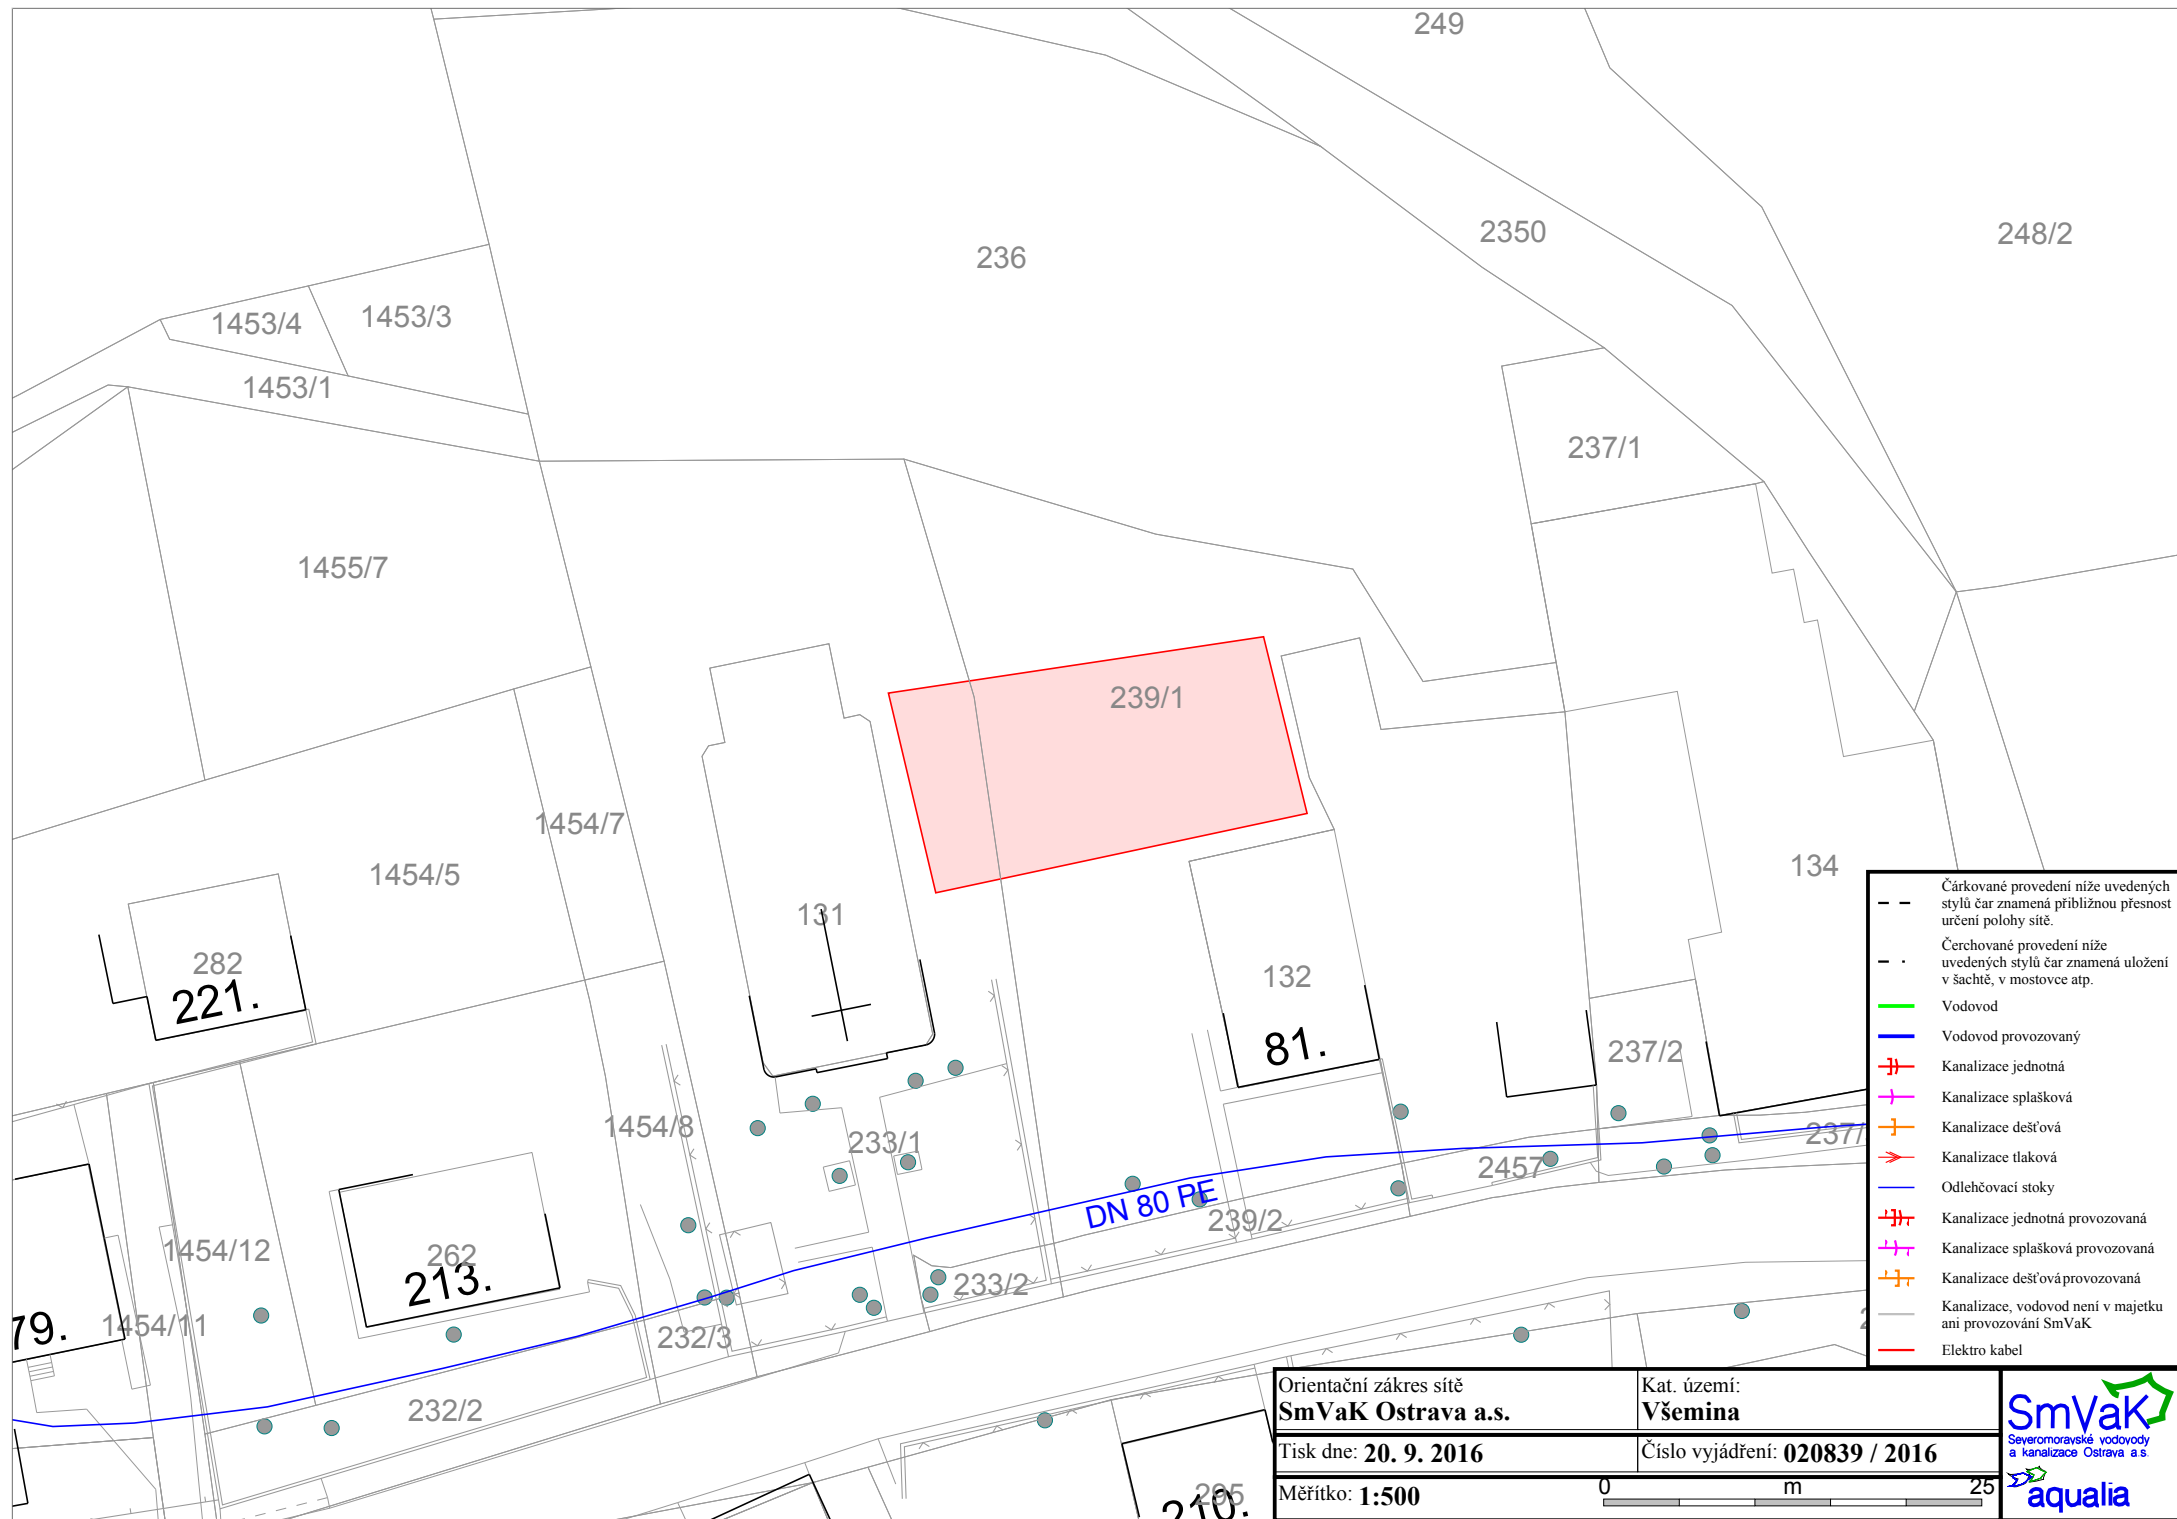 249
2350
248/2
236
1453/4
1453/3
1453/1
237/1
1455/7
239/1
1454/7
1454/5
134
131
282
221.
132
81.
237/2
1454/8
233/1
237/
2457
DN 80 PE
239/2
1454/12
262
213.
233/2
79.
1454/11
232/3
232/2
295
210.
Čárkované provedení níže uvedených
stylů čar znamená přibližnou přesnost
určení polohy sítě.
Čerchované provedení níže
uvedených stylů čar znamená uložení
v šachtě, v mostovce atp.
Vodovod
Vodovod provozovaný
Kanalizace jednotná
Kanalizace splašková
Kanalizace dešťová
Kanalizace tlaková
Odlehčovací stoky
Kanalizace jednotná provozovaná
Kanalizace splašková provozovaná
Kanalizace dešťová provozovaná
Kanalizace, vodovod není v majetku
ani provozování SmVaK
Elektro kabel
Orientační zákres sítě
SmVaK Ostrava a.s.
Kat. území:
Všemina
Tisk dne: 20. 9. 2016
Číslo vyjádření: 020839 / 2016
Měřítko: 1:500
0 m 25
SmVaK
Severomoravské vodovody
a kanalizace Ostrava a.s.
aqualia